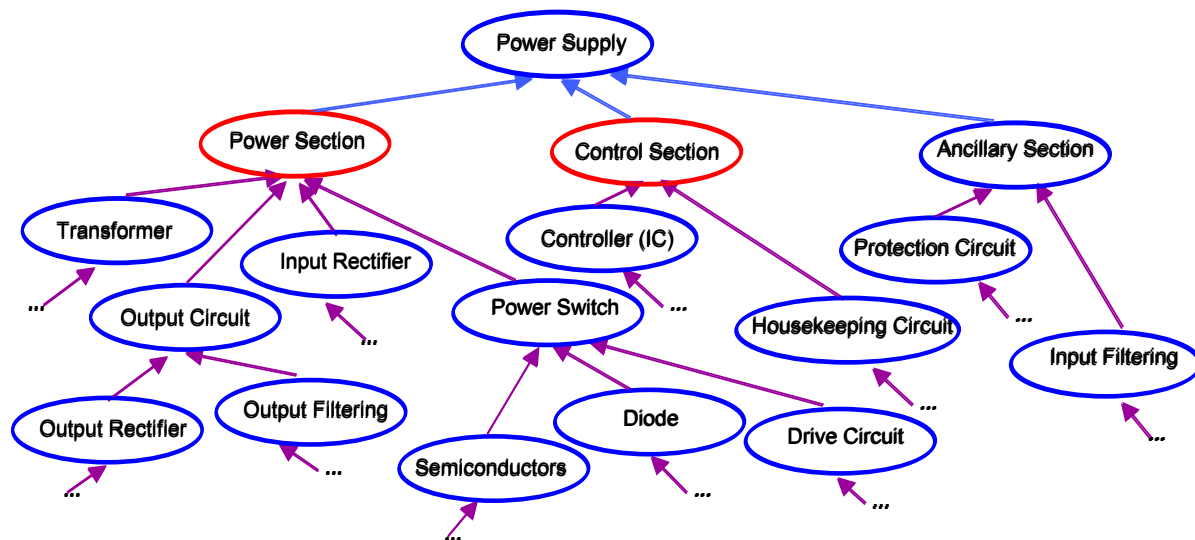 Power Supply
Power Section
Control Section
Ancillary Section
Transformer
Input Rectifier
Controller (IC)
Protection Circuit
...
Output Circuit
...
Power Switch
...
Housekeeping Circuit
...
Input Filtering
Output Rectifier
Output Filtering
...
...
Semiconductors
Diode
...
Drive Circuit
...
...
...
...